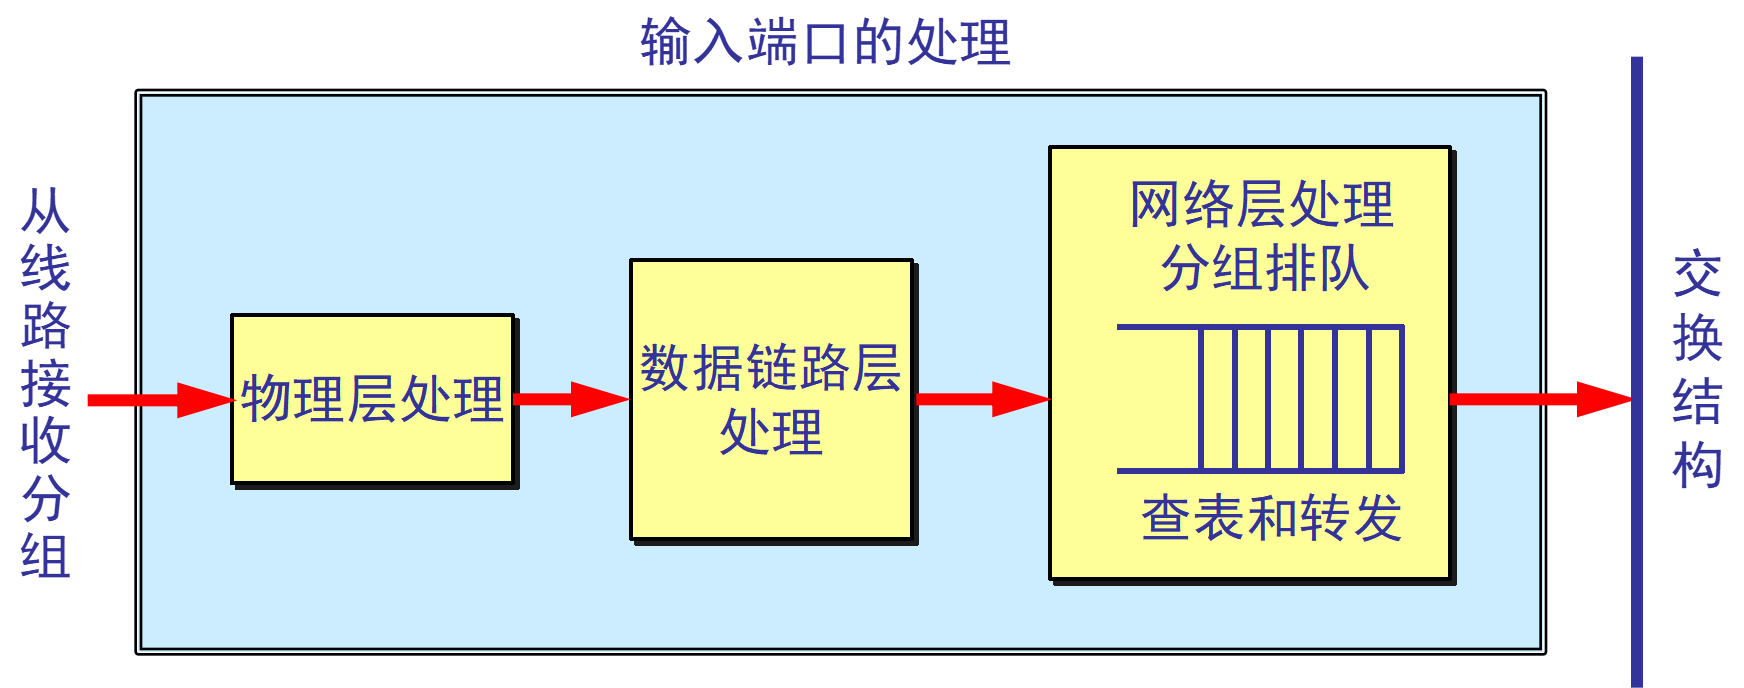 输入端口的处理
从线路接收分组
物理层处理
数据链路层
处理
网络层处理
分组排队
查表和转发
交换结构